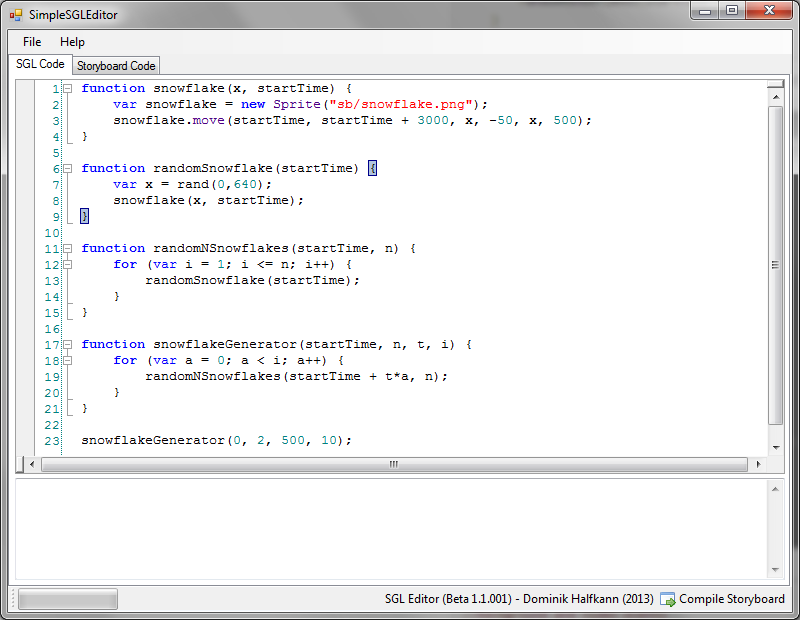 SimpleSGLEditor
File Help
SGL Code Storyboard Code
1 function snowflake(x, startTime) {
2 var snowflake = new Sprite("sb/snowflake.png");
3 snowflake.move(startTime, startTime + 3000, x, -50, x, 500);
4 }
5
6 function randomSnowflake(startTime) {
7 var x = rand(0,640);
8 snowflake(x, startTime);
9 }
10
11 function randomNSnowflakes(startTime, n) {
12 for (var i = 1; i <= n; i++) {
13 randomSnowflake(startTime);
14 }
15 }
16
17 function snowflakeGenerator(startTime, n, t, i) {
18 for (var a = 0; a < i; a++) {
19 randomNSnowflakes(startTime + t*a, n);
20 }
21 }
22
23 snowflakeGenerator(0, 2, 500, 10);
SGL Editor (Beta 1.1.001) - Dominik Halfkann (2013) Compile Storyboard